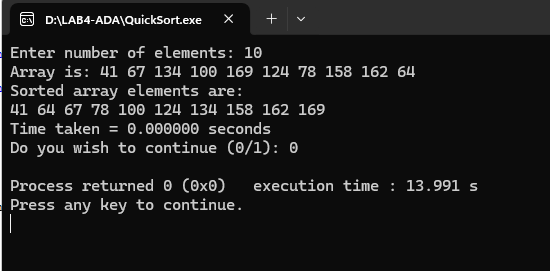 D:\LAB4-ADA\QuickSort.exe
Enter number of elements: 10
Array is: 41 67 134 100 169 124 78 158 162 64
Sorted array elements are:
41 64 67 78 100 124 134 158 162 169
Time taken = 0.000000 seconds
Do you wish to continue (0/1): 0
Process returned 0 (0x0)   execution time : 13.991 s
Press any key to continue.